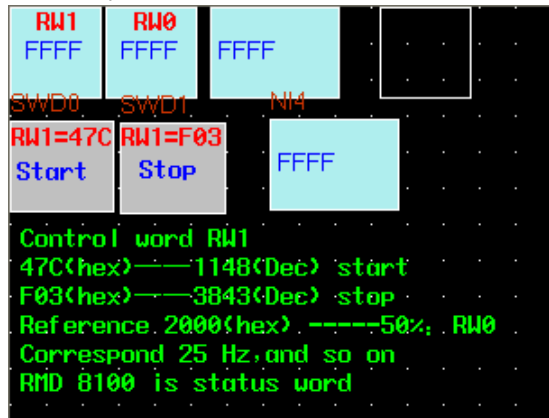 RW1 RW0
FFFF FFFF FFFF
SWD0 SWD1 NI4
RW1=47C RW1=F03
Start Stop FFFF
Control word RW1
47C(hex)——1148(Dec) start
F03(hex)——3843(Dec) stop
Reference 2000(hex) -----50%; RW0
Correspond 25 Hz,and so on
RMD 8100 is status word